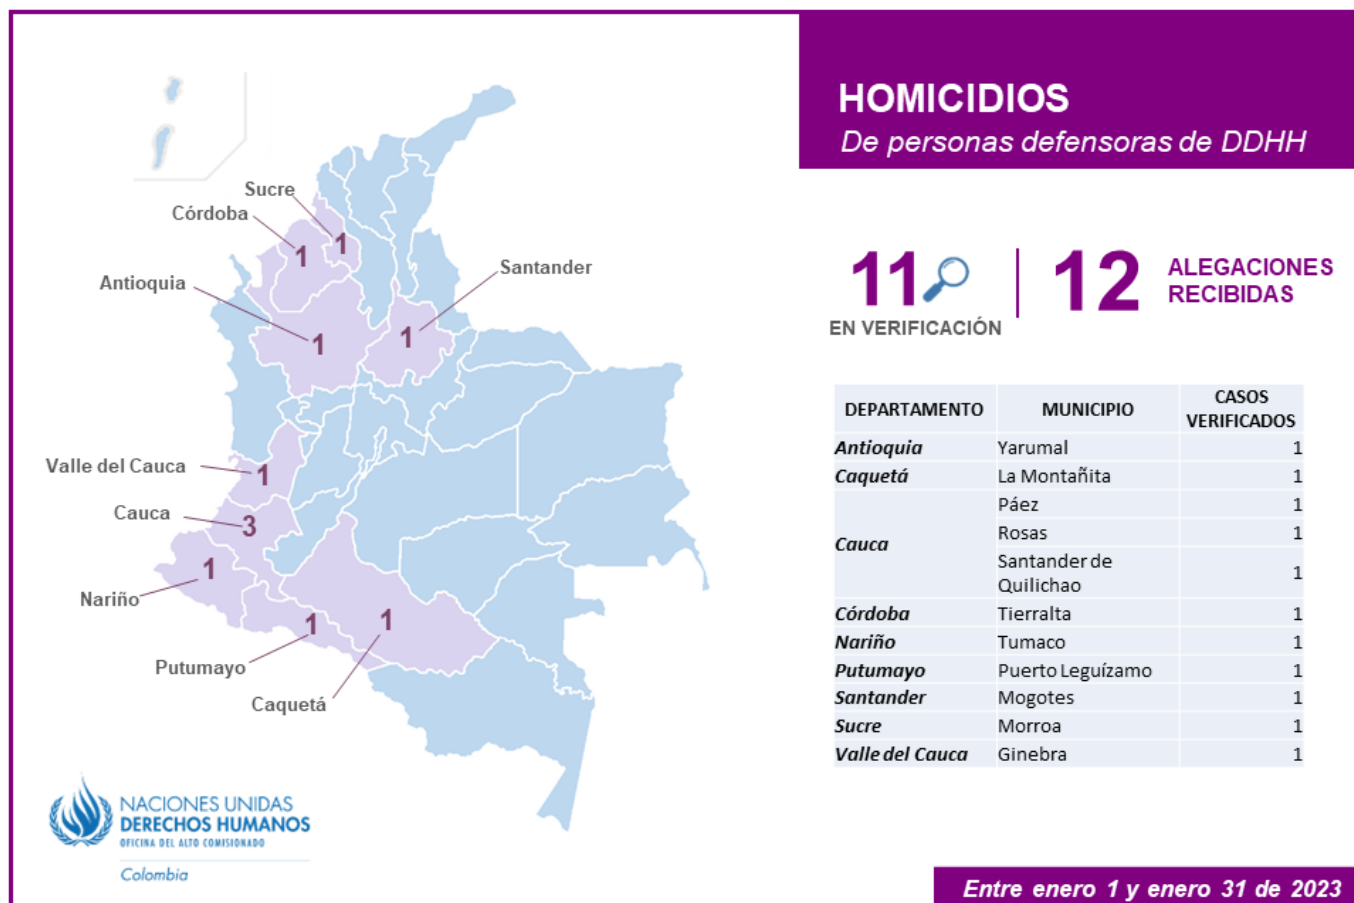 HOMICIDIOS
De personas defensoras de DDHH
Sucre
Córdoba
Antioquia
Santander
Valle del Cauca
Cauca
Nariño
Putumayo
Caquetá
1
1
1
1
1
3
1
1
1
11
EN VERIFICACIÓN
12
ALEGACIONES
RECIBIDAS
DEPARTAMENTO MUNICIPIO CASOS
VERIFICADOS
Antioquia Yarumal 1
Caquetá La Montañita 1
Cauca Páez 1
Rosas 1
Santander de
Quilichao 1
Córdoba Tierralta 1
Nariño Tumaco 1
Putumayo Puerto Leguízamo 1
Santander Mogotes 1
Sucre Morroa 1
Valle del Cauca Ginebra 1
NACIONES UNIDAS
DERECHOS HUMANOS
OFICINA DEL ALTO COMISIONADO
Colombia
Entre enero 1 y enero 31 de 2023